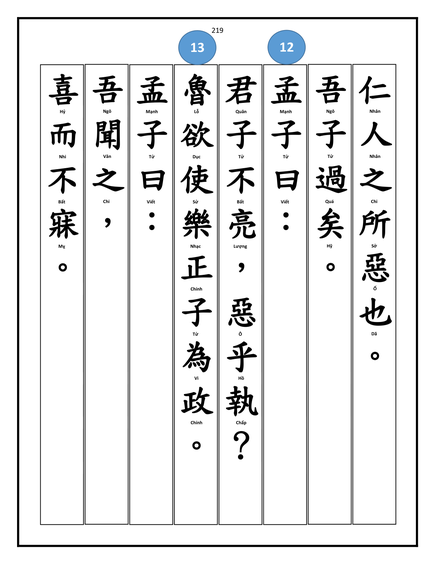 219
仁人之所惡也。
Nhân Nhân Chi Sở Ố Dã
吾子過矣。
Ngô Tử Quá Hỹ
12
孟子曰：
Mạnh Tử Viết
君子不亮，惡乎執？
Quân Tử Bất Lượng Ô Hồ Chấp
13
魯欲使樂正子為政。
Lỗ Dục Sử Nhạc Chính Tử Vi Chính
孟子曰：
Mạnh Tử Viết
吾聞之，
Ngô Văn Chi
喜而不寐。
Hỷ Nhi Bất Mỵ